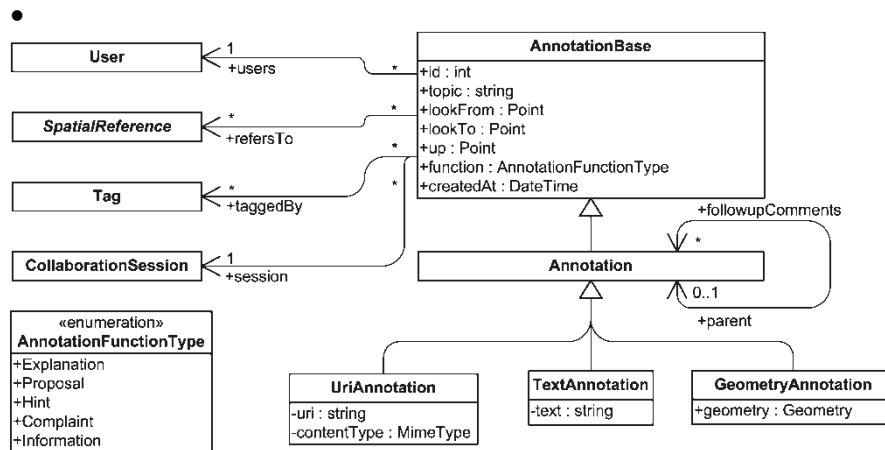 User
1
+users
*
SpatialReference
*
+refersTo
*
Tag
*
+taggedBy
*
CollaborationSession
1
+session
*
AnnotationBase
+id : int
+topic : string
+lookFrom : Point
+lookTo : Point
+up : Point
+function : AnnotationFunctionType
+createdAt : DateTime
+followupComments
*
Annotation
0..1
+parent
«enumeration»
AnnotationFunctionType
+Explanation
+Proposal
+Hint
+Complaint
+Information
UriAnnotation
-uri : string
-contentType : MimeType
TextAnnotation
-text : string
GeometryAnnotation
+geometry : Geometry